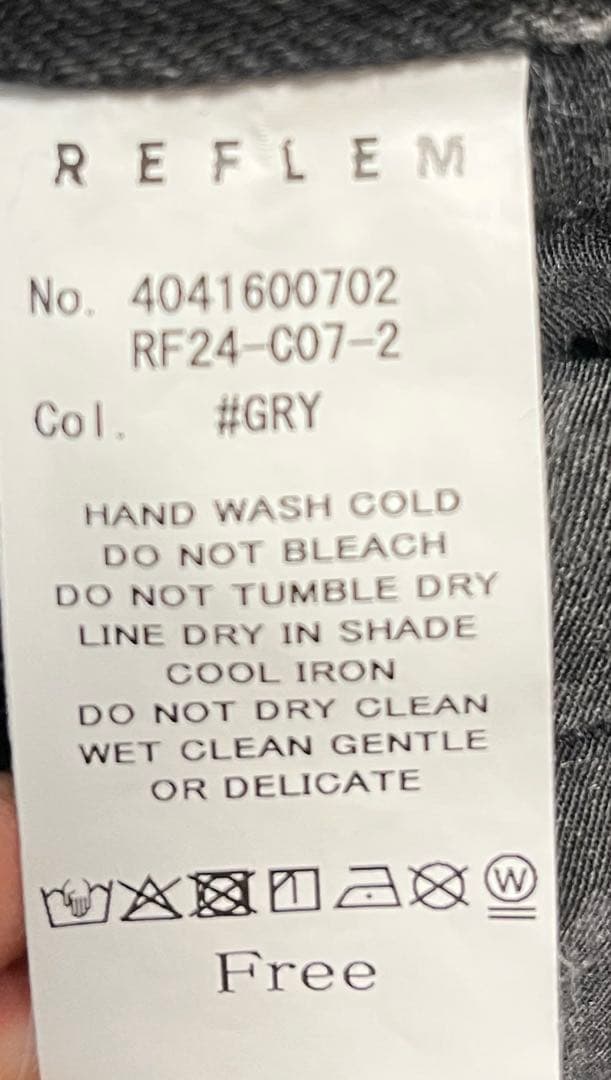 REFLEM
No. 4041600702
RF24-C07-2
Col. #GRY
HAND WASH COLD
DO NOT BLEACH
DO NOT TUMBLE DRY
LINE DRY IN SHADE
COOL IRON
DO NOT DRY CLEAN
WET CLEAN GENTLE
OR DELICATE
W
Free